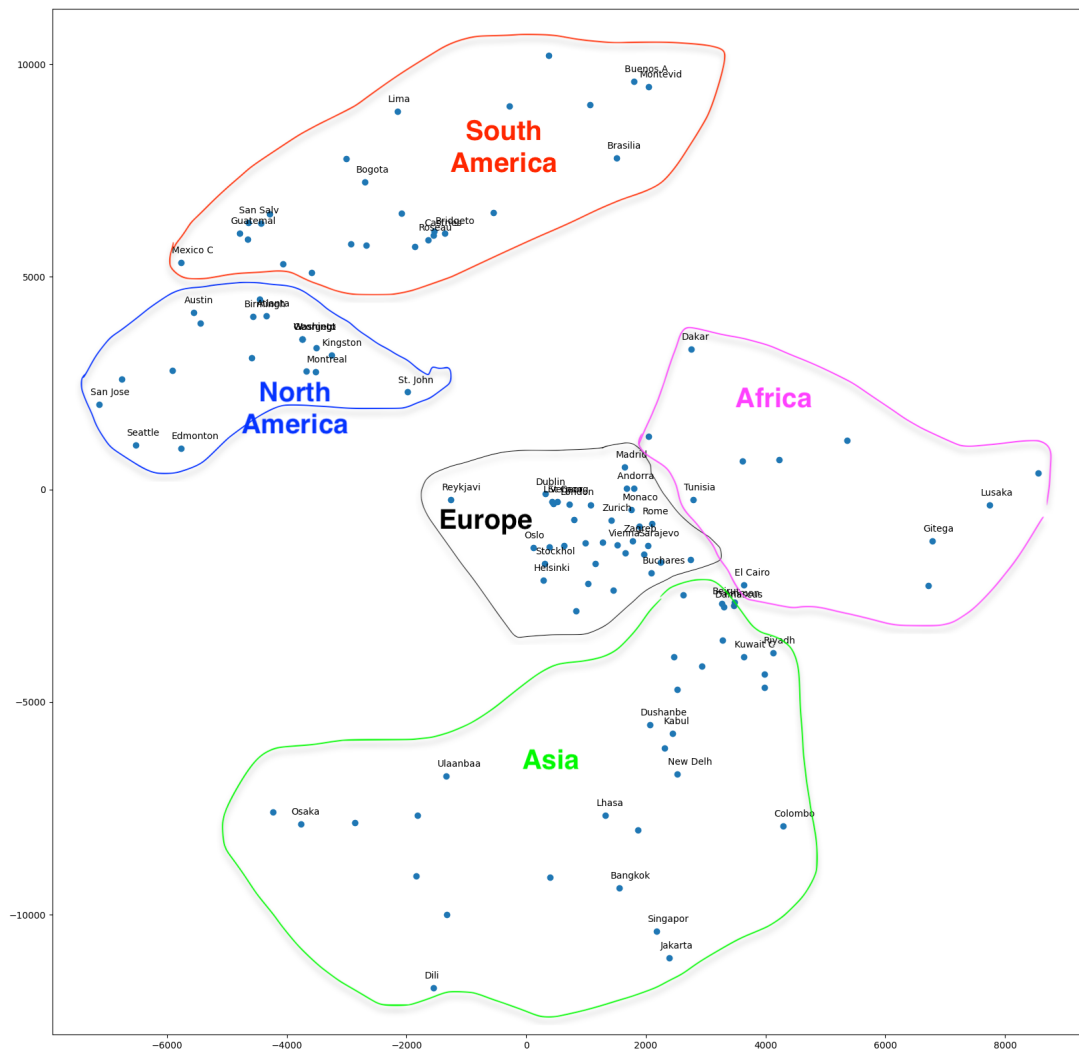 10000
5000
0
−5000
−10000
−6000
−4000
−2000
0
2000
4000
6000
8000
Buenos A
Montevid
Lima
South
America
Brasilia
Bogota
San Salv
Guatemal
Castries
Bridgeto
Roseau
Mexico C
Austin
Atlanta
Kingston
Montreal
San Jose
St. John
North
America
Seattle
Edmonton
Dakar
Africa
Madrid
Andorra
Tunisia
Lusaka
Reykjavi
Dublin
London
Monaco
Zurich
Rome
Europe
Gitega
Oslo
Vienna
Zagreb
Sarajevo
Stockhol
Helsinki
Buchares
El Cairo
Damascus
Kuwait C
Riyadh
Dushanbe
Kabul
Asia
Ulaanbaa
New Delh
Lhasa
Osaka
Colombo
Bangkok
Singapor
Jakarta
Dili